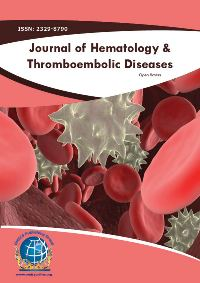 ISSN: 2329-8790
Journal of Hematology &
Thromboembolic Diseases
Open Access